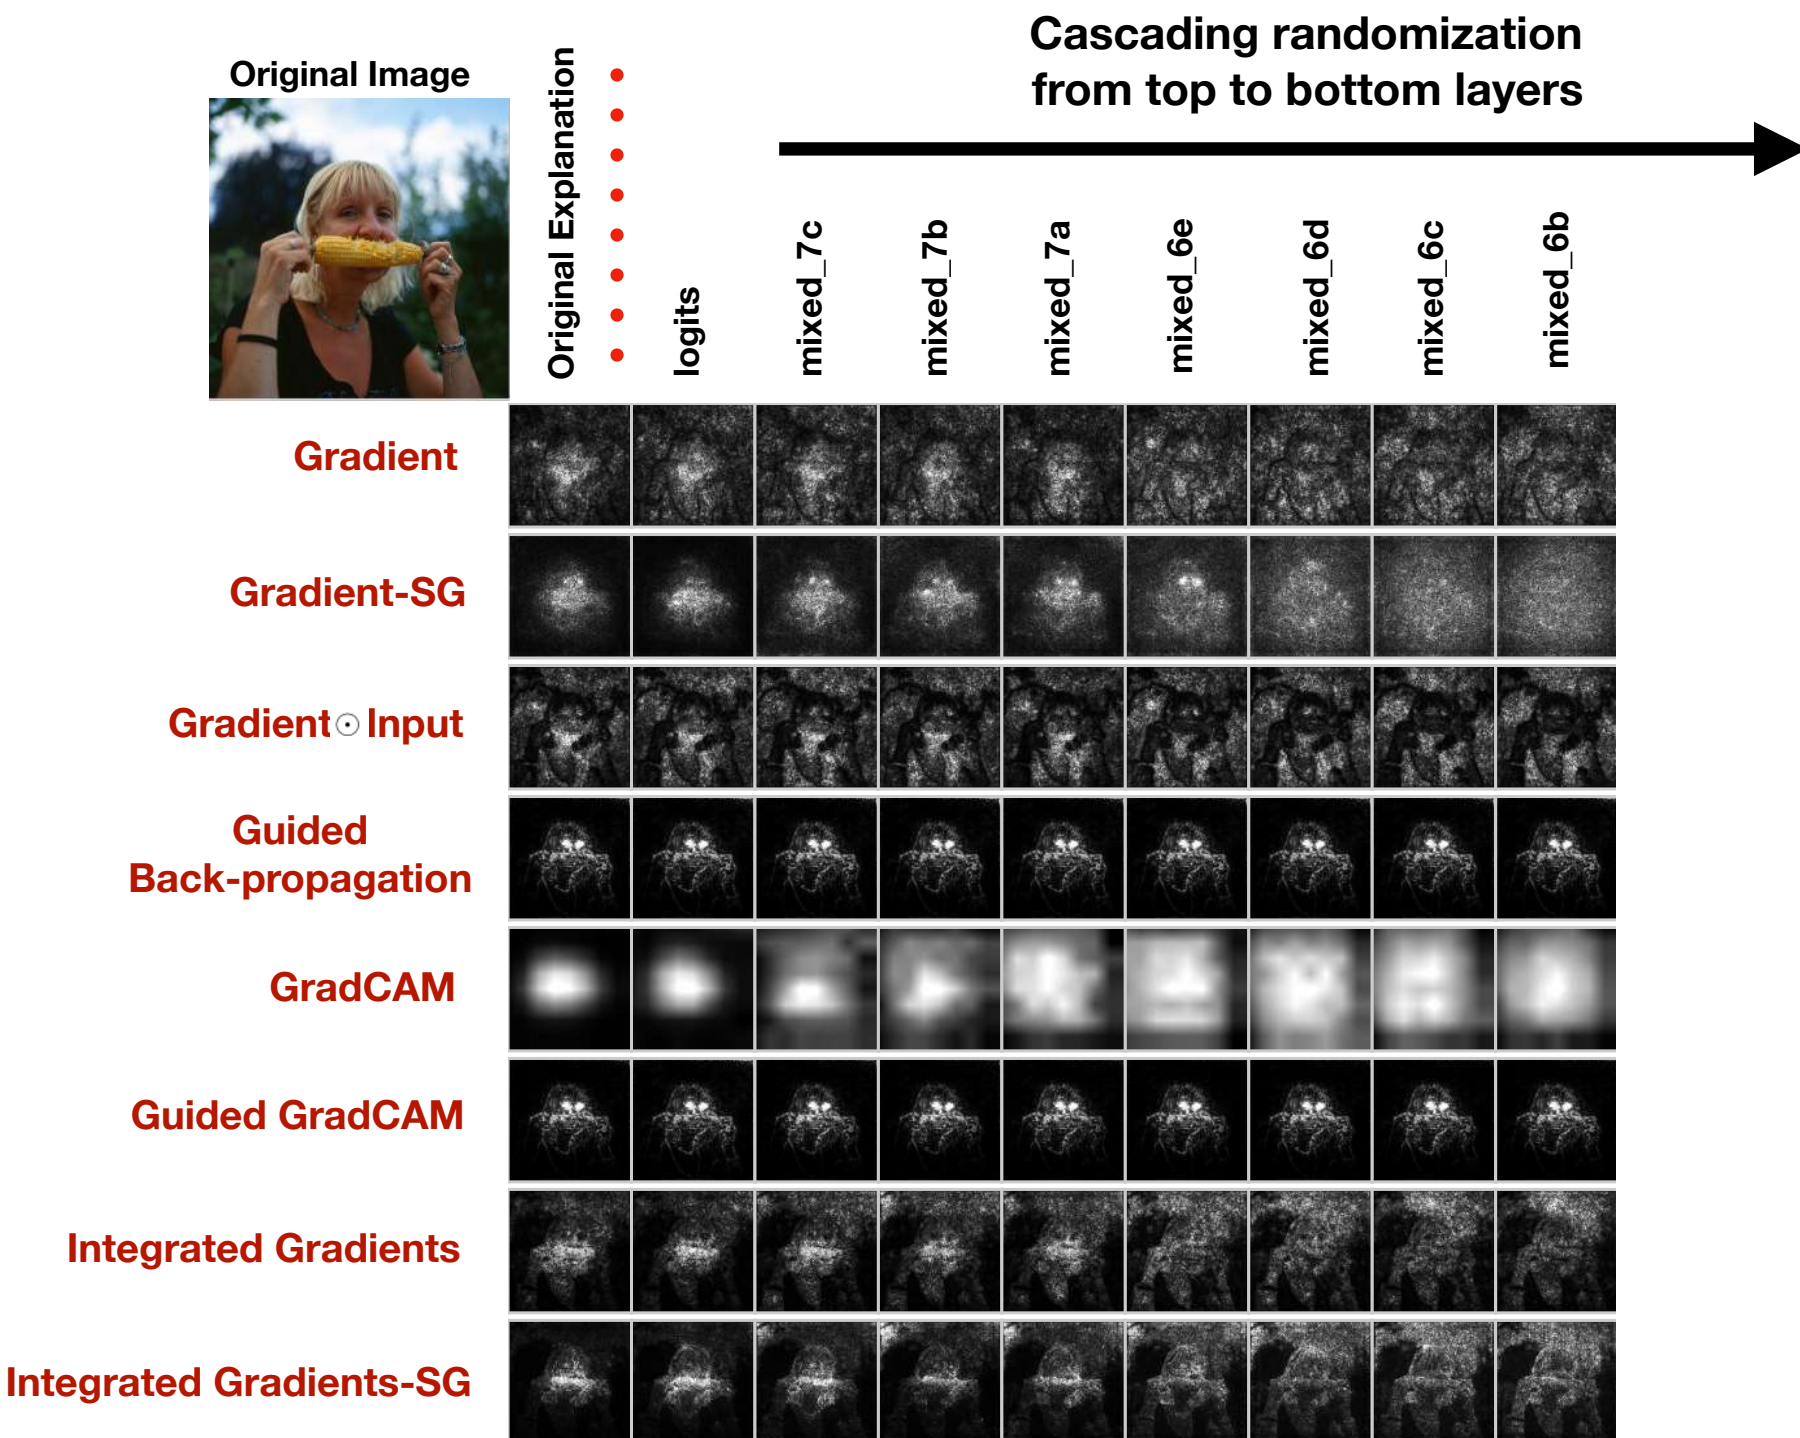 Cascading randomization
from top to bottom layers
Original Image
Original Explanation
logits
mixed_7c
mixed_7b
mixed_7a
mixed_6e
mixed_6d
mixed_6c
mixed_6b
Gradient
Gradient-SG
Gradient⊙Input
Guided
Back-propagation
GradCAM
Guided GradCAM
Integrated Gradients
Integrated Gradients-SG